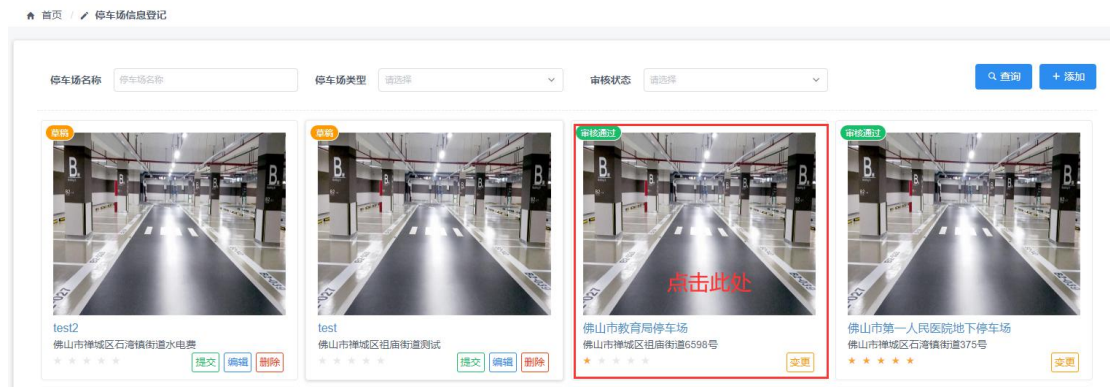 首页 / 停车场信息登记
停车场名称 停车场名称 停车场类型 请选择 审核状态 请选择 查询 + 添加
草稿 草稿 审核通过 审核通过
B. B. B. B. B. B. B. B.
点击此处
test2 test 佛山市教育局停车场 佛山市第一人民医院地下停车场
佛山市禅城区石湾镇街道水电费 佛山市禅城区祖庙街道测试 佛山市禅城区祖庙街道6598号 佛山市禅城区石湾镇街道375号
提交 编辑 删除 提交 编辑 删除 变更 变更